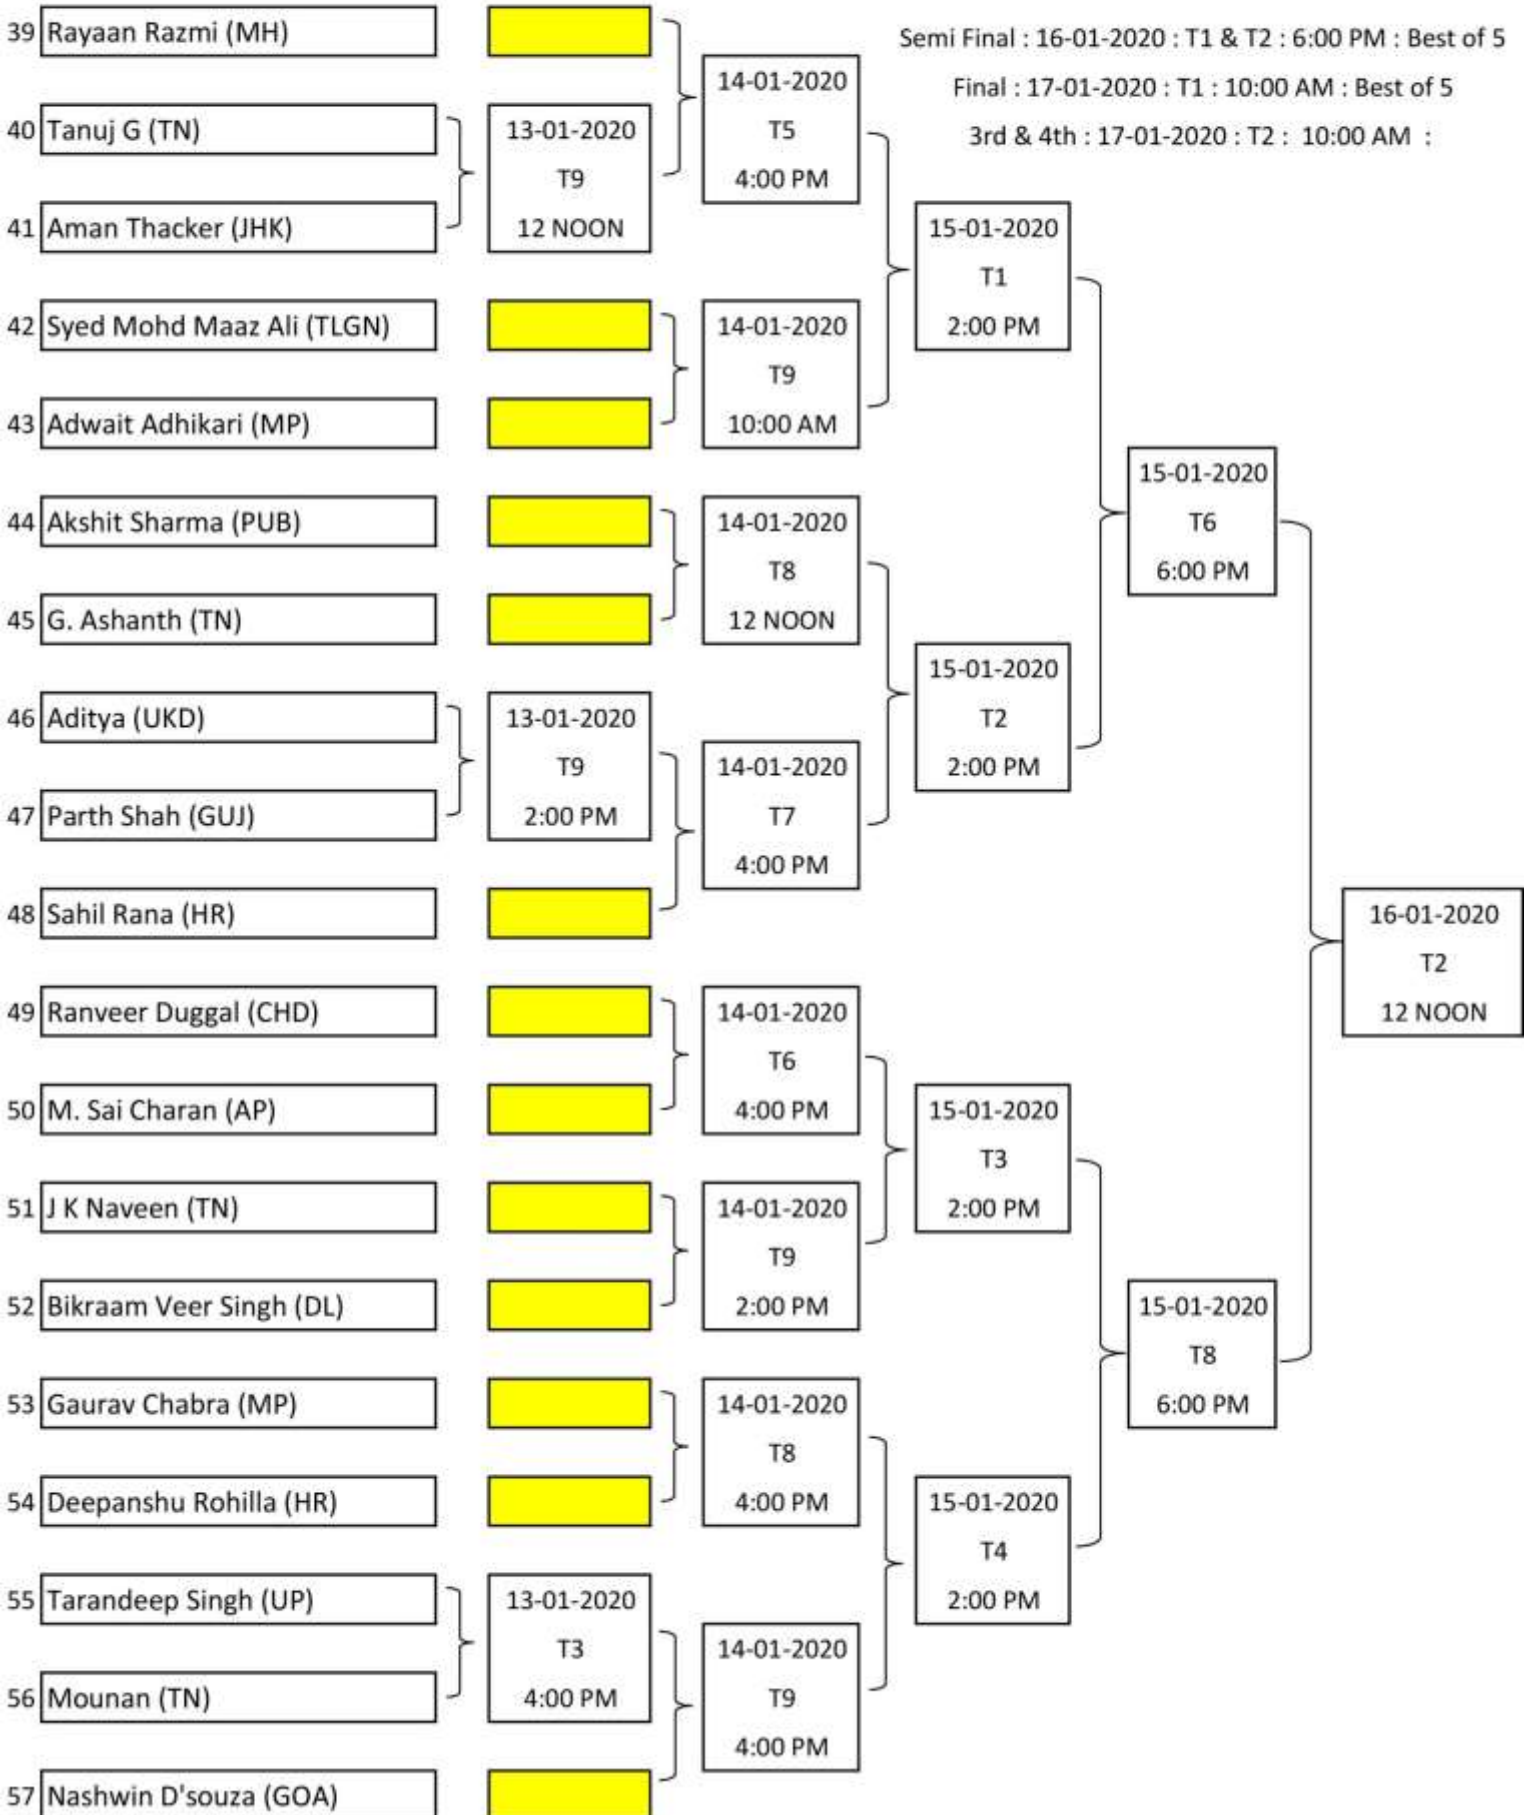 39 Rayaan Razmi (MH)
Semi Final : 16-01-2020 : T1 & T2 : 6:00 PM : Best of 5
Final : 17-01-2020 : T1 : 10:00 AM : Best of 5
3rd & 4th : 17-01-2020 : T2 : 10:00 AM :
14-01-2020
T5
4:00 PM
40 Tanuj G (TN)
13-01-2020
T9
12 NOON
41 Aman Thacker (JHK)
15-01-2020
T1
2:00 PM
42 Syed Mohd Maaz Ali (TLGN)
14-01-2020
T9
10:00 AM
43 Adwait Adhikari (MP)
15-01-2020
T6
6:00 PM
44 Akshit Sharma (PUB)
14-01-2020
T8
12 NOON
45 G. Ashanth (TN)
15-01-2020
T2
2:00 PM
46 Aditya (UKD)
13-01-2020
T9
2:00 PM
47 Parth Shah (GUJ)
14-01-2020
T7
4:00 PM
48 Sahil Rana (HR)
16-01-2020
T2
12 NOON
49 Ranveer Duggal (CHD)
14-01-2020
T6
4:00 PM
50 M. Sai Charan (AP)
15-01-2020
T3
2:00 PM
51 J K Naveen (TN)
14-01-2020
T9
2:00 PM
52 Bikraam Veer Singh (DL)
15-01-2020
T8
6:00 PM
53 Gaurav Chabra (MP)
14-01-2020
T8
4:00 PM
54 Deepanshu Rohilla (HR)
15-01-2020
T4
2:00 PM
55 Tarandeep Singh (UP)
13-01-2020
T3
4:00 PM
56 Mounan (TN)
14-01-2020
T9
4:00 PM
57 Nashwin D'souza (GOA)